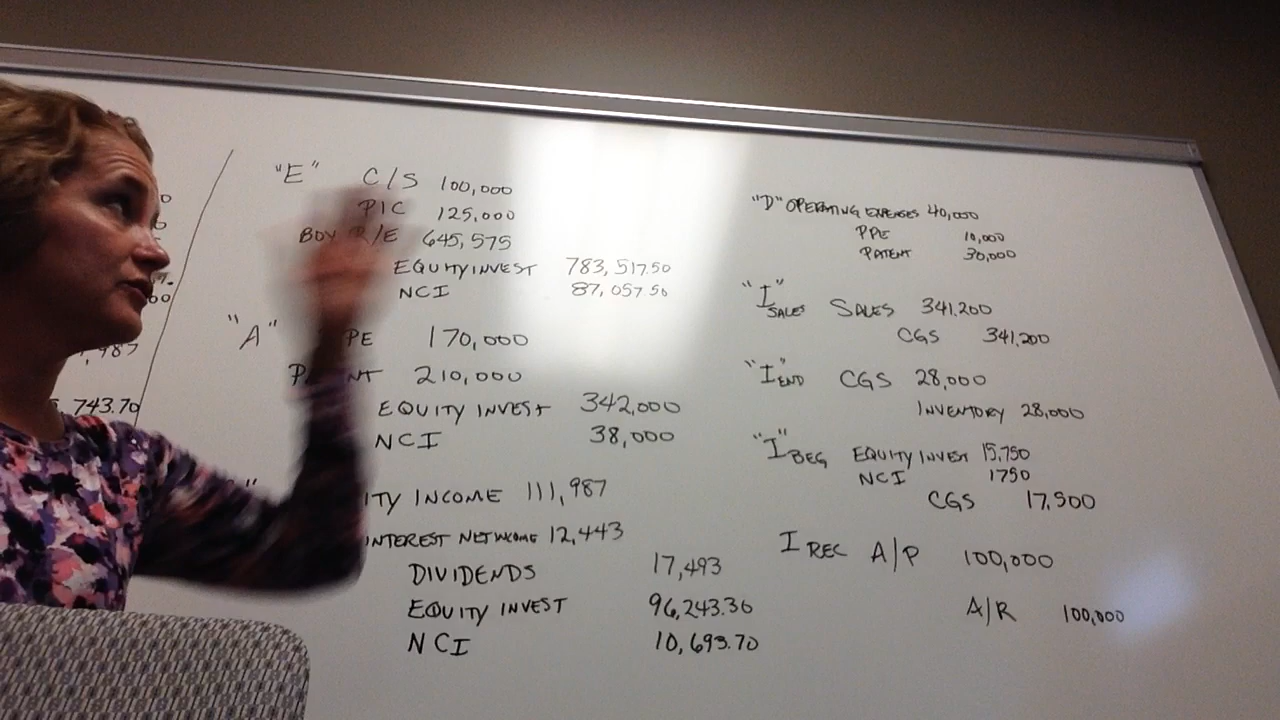 "E" C/S 100,000
PIC 125,000
BOY R/E 645,575
EQUITY INVEST 783,517.50
NCI 87,057.50
"A" PE 170,000
210,000
EQUITY INVEST 342,000
NCI 38,000
ITY INCOME 111,987
INTEREST NET INCOME 12,443
DIVIDENDS 17,493
EQUITY INVEST 96,243.30
NCI 10,693.70
"D" OPERATING EXPENSES 40,000
PPE 10,000
PATENT 30,000
"I" SALES SALES 341,200
CGS 341,200
"I" END CGS 28,000
INVENTORY 28,000
"I" BEG EQUITY INVEST 15,750
NCI 1750
CGS 17,500
I REC A/P 100,000
A/R 100,000
,987
743.70